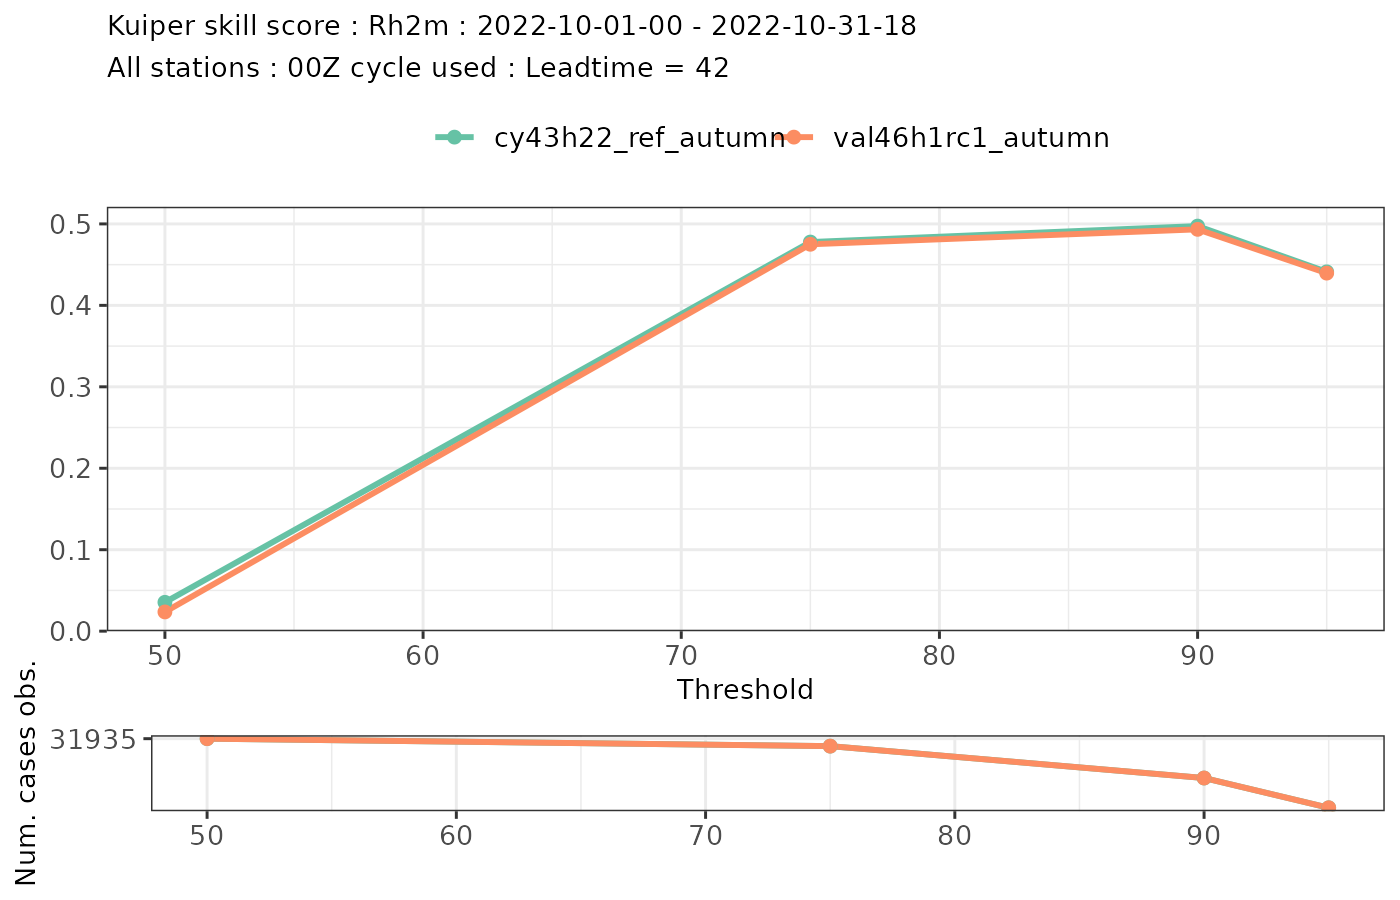 Kuiper skill score : Rh2m : 2022-10-01-00 - 2022-10-31-18
All stations : 00Z cycle used : Leadtime = 42
cy43h22_ref_autumn val46h1rc1_autumn
0.5
0.4
0.3
0.2
0.1
0.0
50 60 70 80 90
Threshold
Num. cases obs.
31935
50 60 70 80 90